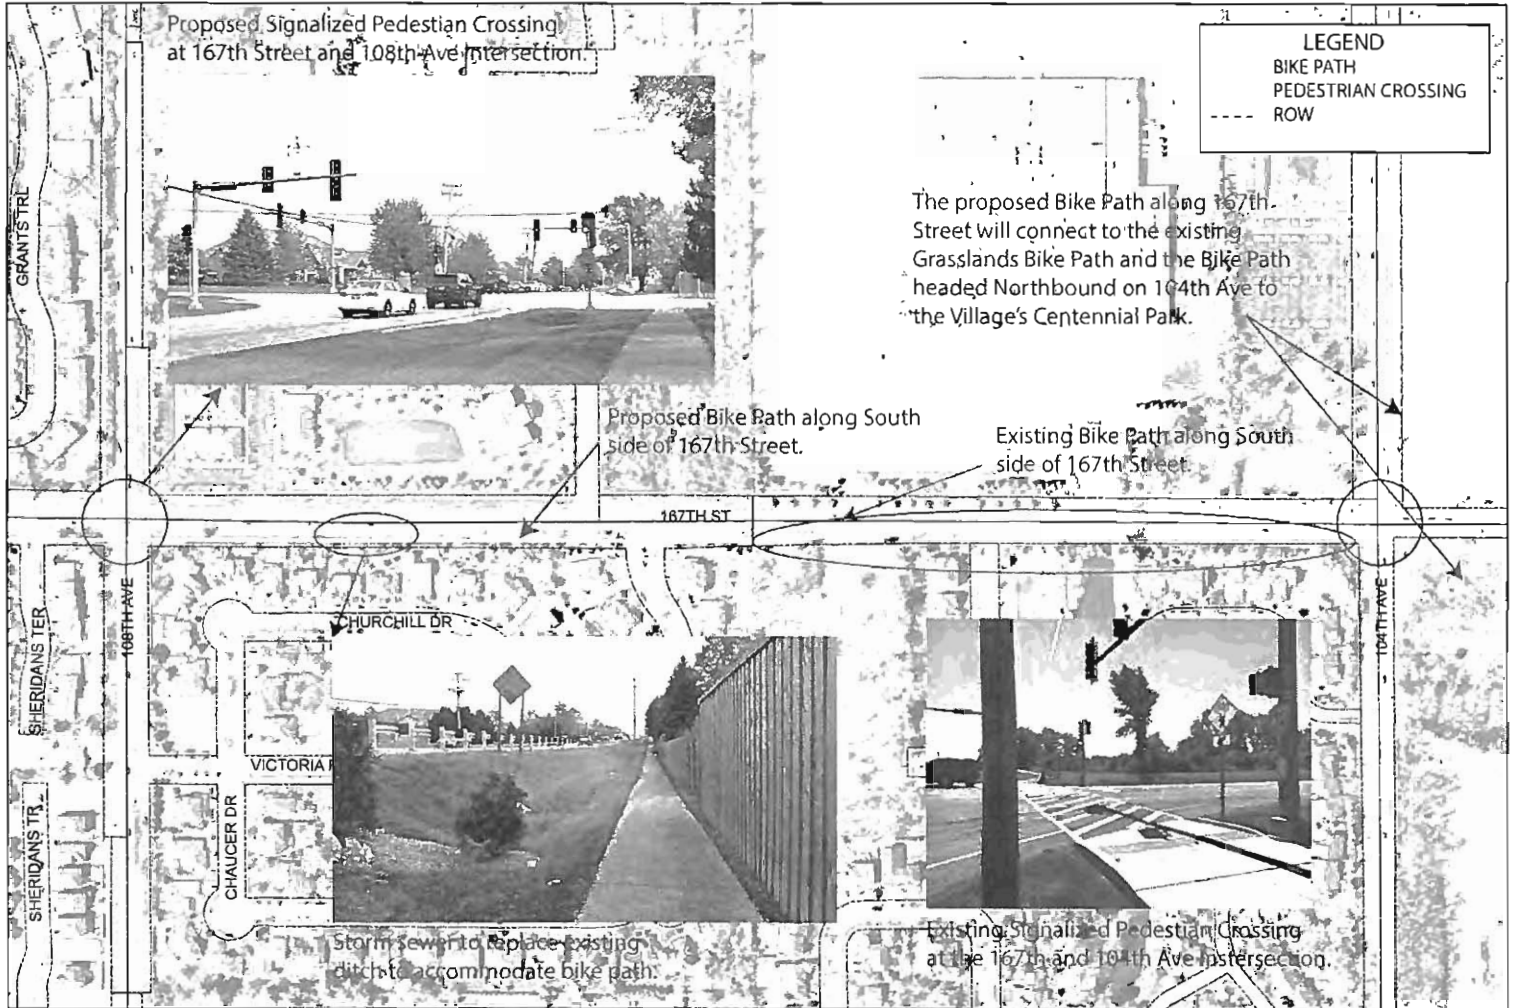 Proposed Signalized Pedestian Crossing
at 167th Street and 108th Ave Intersection.
LEGEND
BIKE PATH
PEDESTRIAN CROSSING
ROW
The proposed Bike Path along 167th
Street will connect to the existing
Grasslands Bike Path and the Bike Path
headed Northbound on 104th Ave to
the Village's Centennial Park.
GRANTS TRL
Proposed Bike Path along South
side of 167th Street.
Existing Bike Path along South
side of 167th Street.
167TH ST
108TH AVE
104TH AVE
SHERIDANS TER
CHURCHILL DR
VICTORIA
CHAUCER DR
SHERIDANS TR
Storm sewer to replace existing
ditch to accommodate bike path.
Existing Signalized Pedestian Crossing
at the 167th and 104th Ave Instersection.